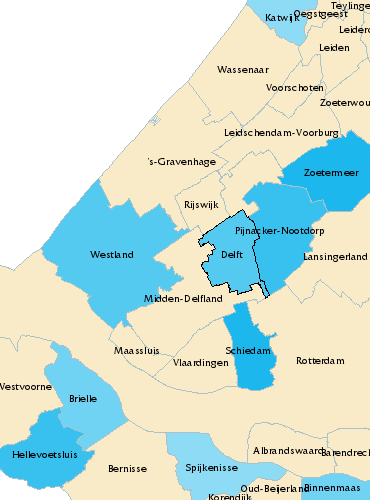 Teylinge
Katwijk
Oegstgeest
Leiderd
Leiden
Wassenaar
Voorschoten
Zoeterwou
Leidschendam-Voorburg
's-Gravenhage
Zoetermeer
Rijswijk
Pijnacker-Nootdorp
Westland
Delft
Lansingerland
Midden-Delfland
Maassluis
Schiedam
Vlaardingen
Rotterdam
Westvoorne
Brielle
Albrandswaard
Barendrech
Hellevoetsluis
Bernisse
Spijkenisse
Oud-Beijerland
Binnenmaas
Korendijk